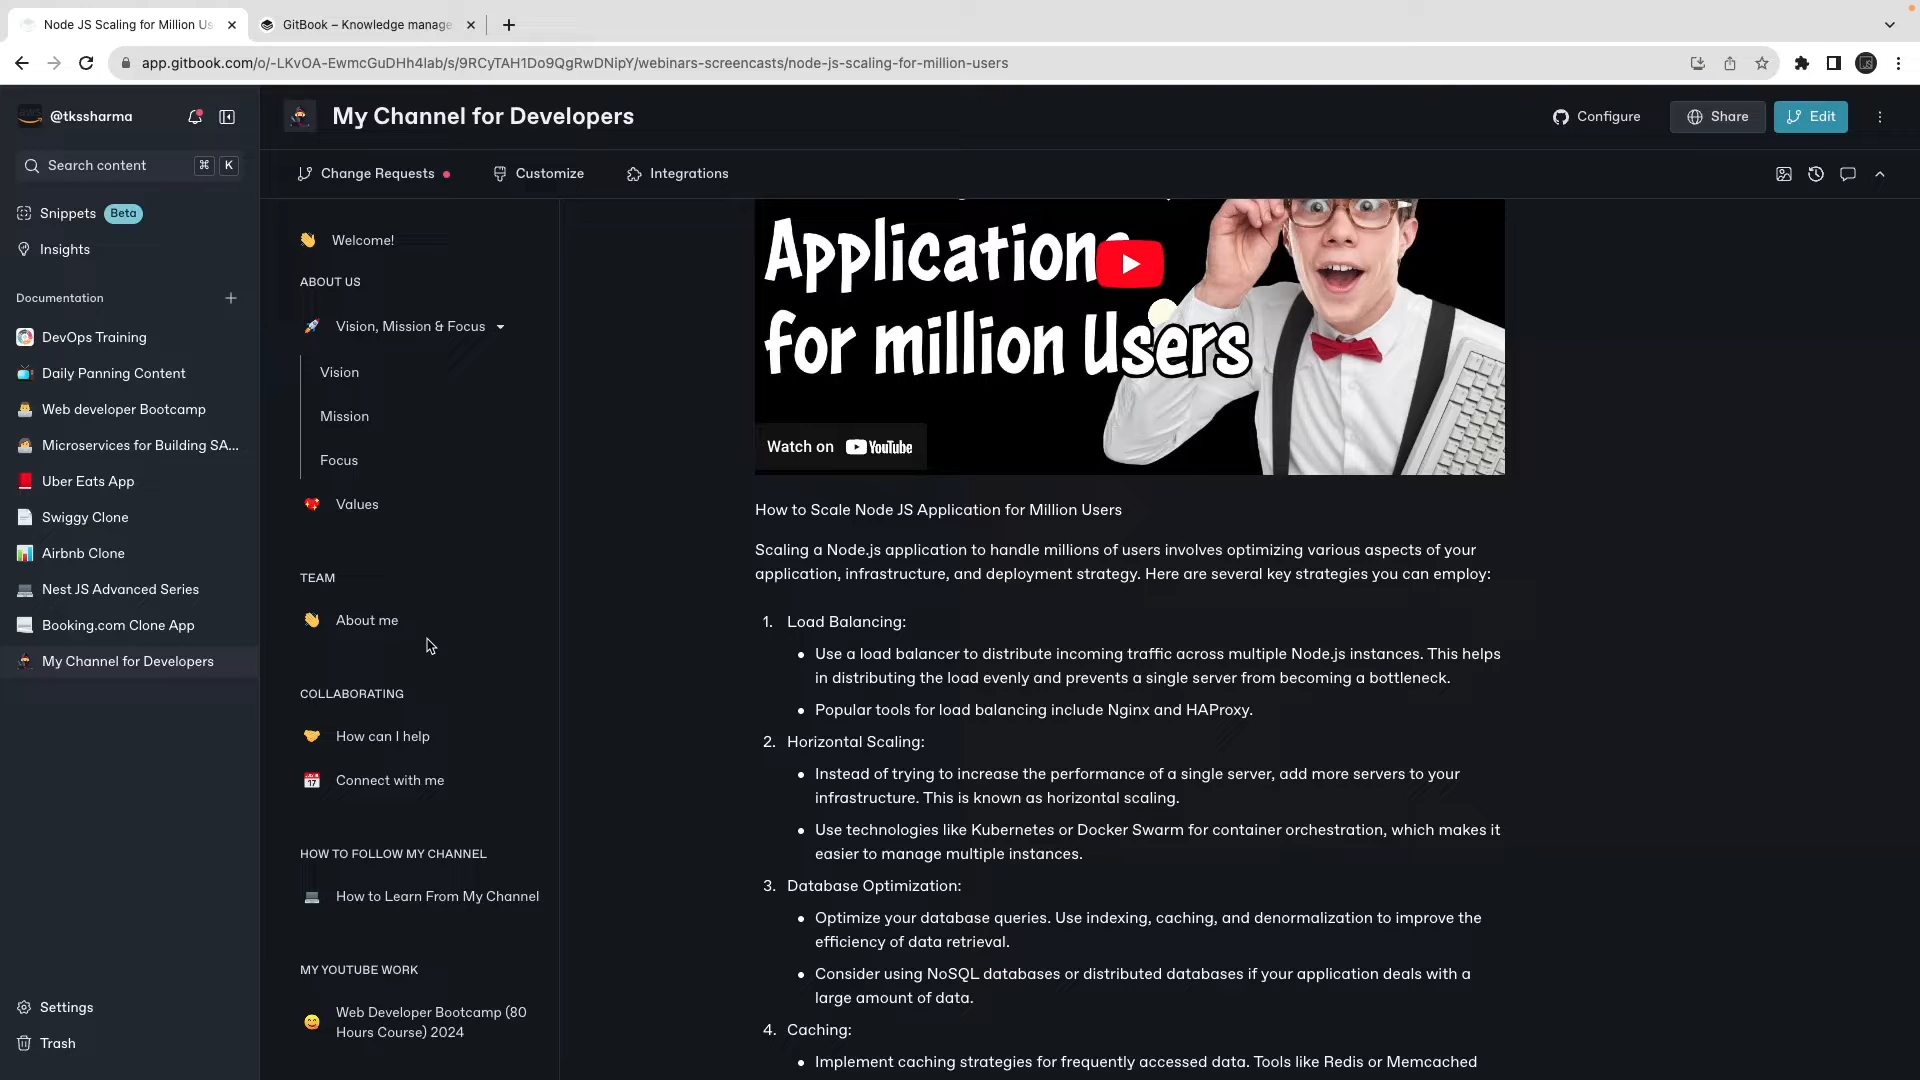 Node JS Scaling for Million Us
GitBook – Knowledge manage
app.gitbook.com/o/-LKvOA-EwmcGuDHh4lab/s/9RCyTAH1Do9QgRwDNipY/webinars-screencasts/node-js-scaling-for-million-users
@tkssharma
Search content
⌘ K
Snippets Beta
Insights
Documentation
DevOps Training
Daily Panning Content
Web developer Bootcamp
Microservices for Building SA...
Uber Eats App
Swiggy Clone
Airbnb Clone
Nest JS Advanced Series
Booking.com Clone App
My Channel for Developers
Settings
Trash
My Channel for Developers
Configure
Share
Edit
Change Requests
Customize
Integrations
Welcome!
ABOUT US
Vision, Mission & Focus
Vision
Mission
Focus
Values
TEAM
About me
COLLABORATING
How can I help
17
Connect with me
HOW TO FOLLOW MY CHANNEL
How to Learn From My Channel
MY YOUTUBE WORK
Web Developer Bootcamp (80
Hours Course) 2024
Applications
for million Users
Watch on YouTube
How to Scale Node JS Application for Million Users
Scaling a Node.js application to handle millions of users involves optimizing various aspects of your
application, infrastructure, and deployment strategy. Here are several key strategies you can employ:
1. Load Balancing:
• Use a load balancer to distribute incoming traffic across multiple Node.js instances. This helps
in distributing the load evenly and prevents a single server from becoming a bottleneck.
• Popular tools for load balancing include Nginx and HAProxy.
2. Horizontal Scaling:
• Instead of trying to increase the performance of a single server, add more servers to your
infrastructure. This is known as horizontal scaling.
• Use technologies like Kubernetes or Docker Swarm for container orchestration, which makes it
easier to manage multiple instances.
3. Database Optimization:
• Optimize your database queries. Use indexing, caching, and denormalization to improve the
efficiency of data retrieval.
• Consider using NoSQL databases or distributed databases if your application deals with a
large amount of data.
4. Caching:
• Implement caching strategies for frequently accessed data. Tools like Redis or Memcached